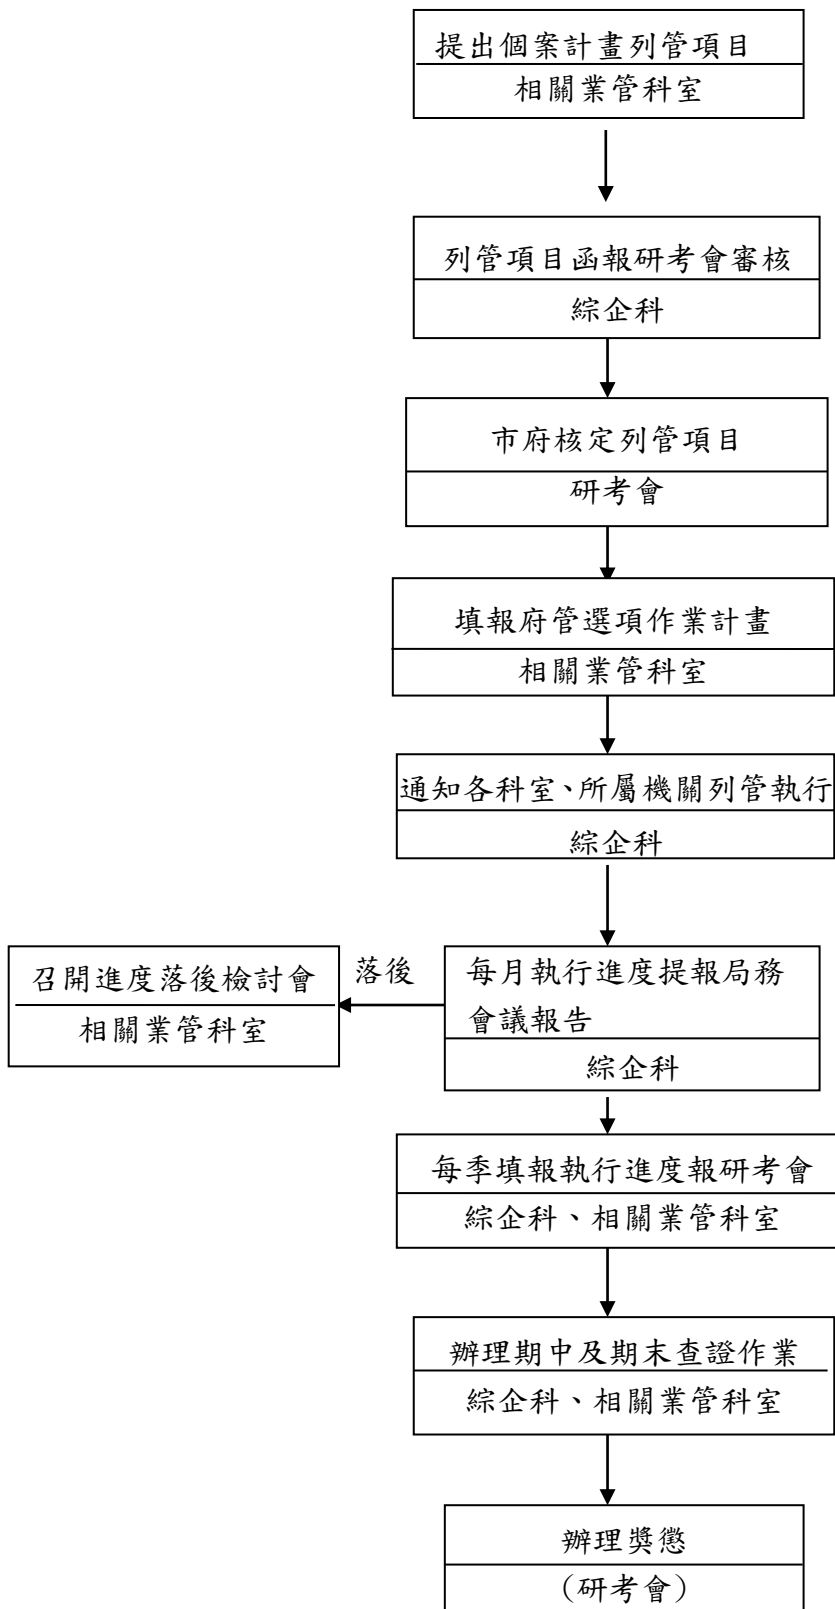 提出個案計畫列管項目
相關業管科室
列管項目函報研考會審核
綜企科
市府核定列管項目
研考會
填報府管選項作業計畫
相關業管科室
通知各科室、所屬機關列管執行
綜企科
召開進度落後檢討會
相關業管科室
落後
每月執行進度提報局務
會議報告
綜企科
每季填報執行進度報研考會
綜企科、相關業管科室
辦理期中及期末查證作業
綜企科、相關業管科室
辦理獎懲
(研考會)